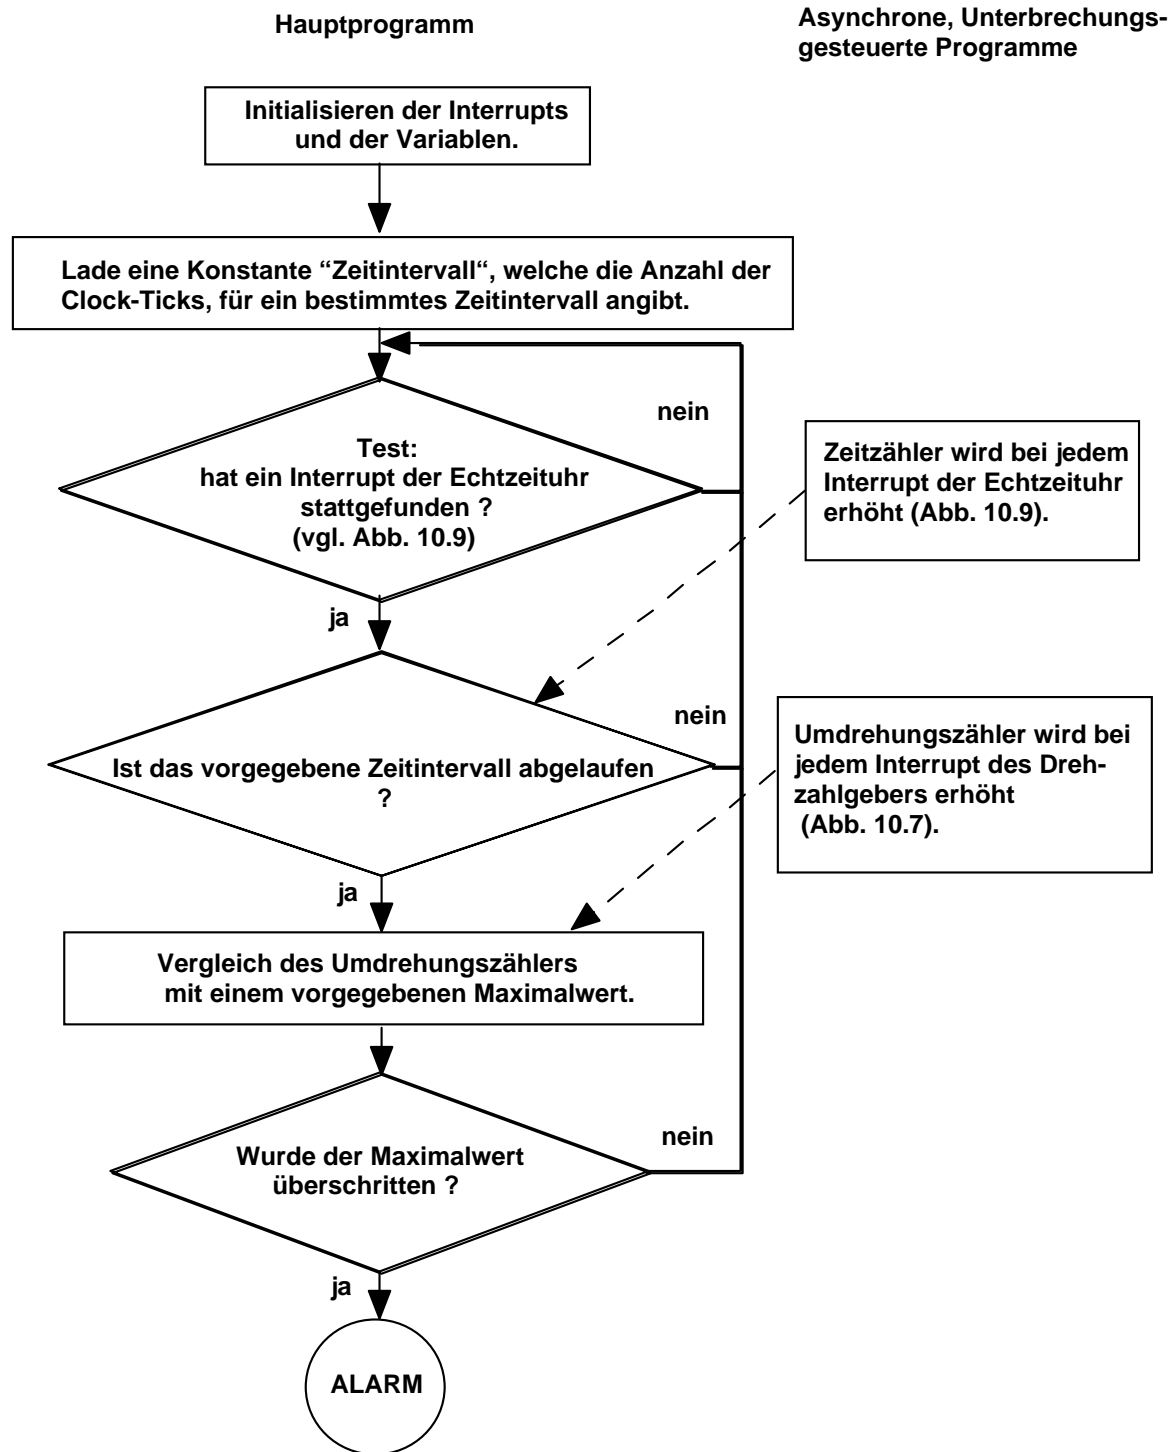 Hauptprogramm
Asynchrone, Unterbrechungs-
gesteuerte Programme
Initialisieren der Interrupts
und der Variablen.
Lade eine Konstante “Zeitintervall“, welche die Anzahl der
Clock-Ticks, für ein bestimmtes Zeitintervall angibt.
nein
Test:
hat ein Interrupt der Echtzeituhr
stattgefunden ?
(vgl. Abb. 10.9)
Zeitzähler wird bei jedem
Interrupt der Echtzeituhr
erhöht (Abb. 10.9).
ja
nein
Ist das vorgegebene Zeitintervall abgelaufen
?
Umdrehungszähler wird bei
jedem Interrupt des Dreh-
zahlgebers erhöht
(Abb. 10.7).
ja
Vergleich des Umdrehungszählers
mit einem vorgegebenen Maximalwert.
nein
Wurde der Maximalwert
überschritten ?
ja
ALARM